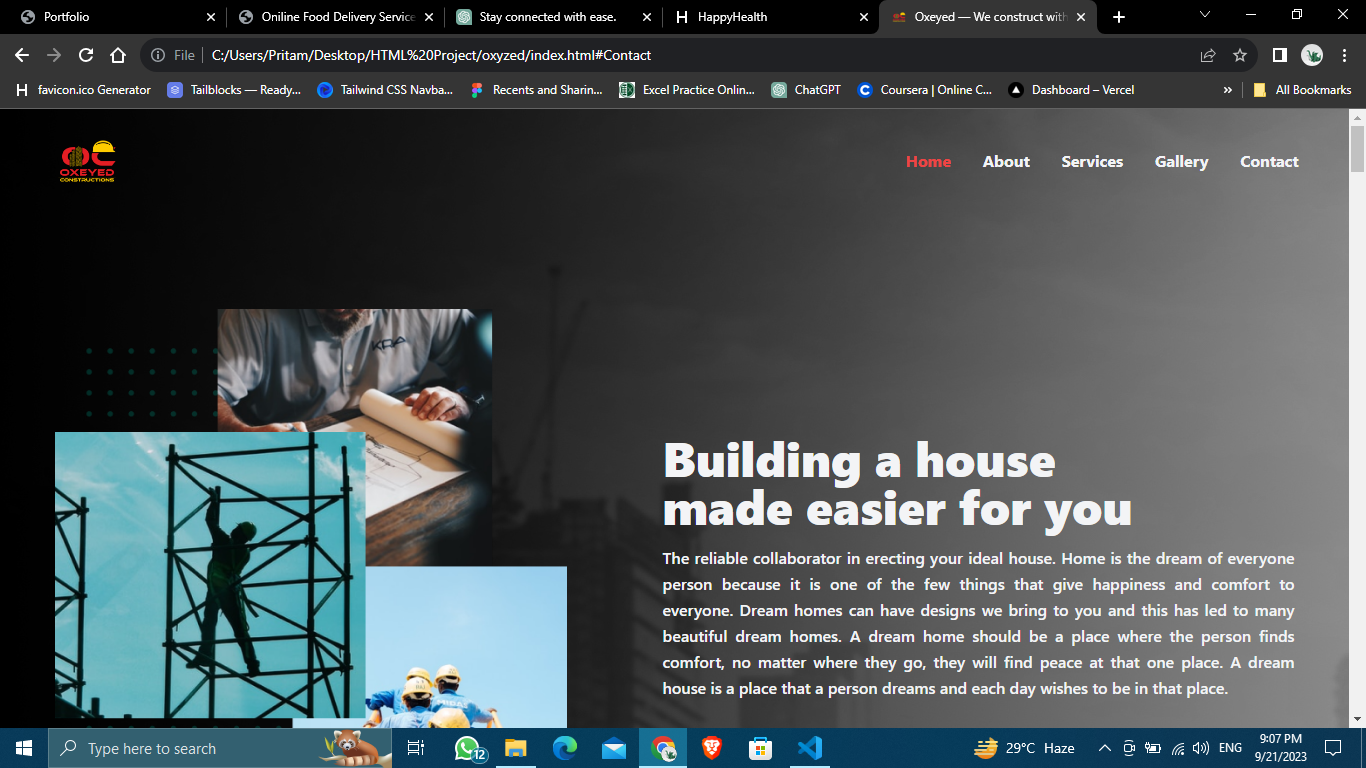 Portfolio
Oniline Food Delivery Service
Stay connected with ease.
HappyHealth
Oxeyed — We construct with
File
C:/Users/Pritam/Desktop/HTML%20Project/oxyzed/index.html#Contact
favicon.ico Generator
Tailblocks — Ready...
Tailwind CSS Navba...
Recents and Sharin...
Excel Practice Onlin...
ChatGPT
Coursera | Online C...
Dashboard – Vercel
»
All Bookmarks
OC
OXEYED
CONSTRUCTIONS
Home
About
Services
Gallery
Contact
KRA
Building a house
made easier for you
The reliable collaborator in erecting your ideal house. Home is the dream of everyone
person because it is one of the few things that give happiness and comfort to
everyone. Dream homes can have designs we bring to you and this has led to many
beautiful dream homes. A dream home should be a place where the person finds
comfort, no matter where they go, they will find peace at that one place. A dream
house is a place that a person dreams and each day wishes to be in that place.
Type here to search
12
29°C Haze
ENG
9:07 PM
9/21/2023